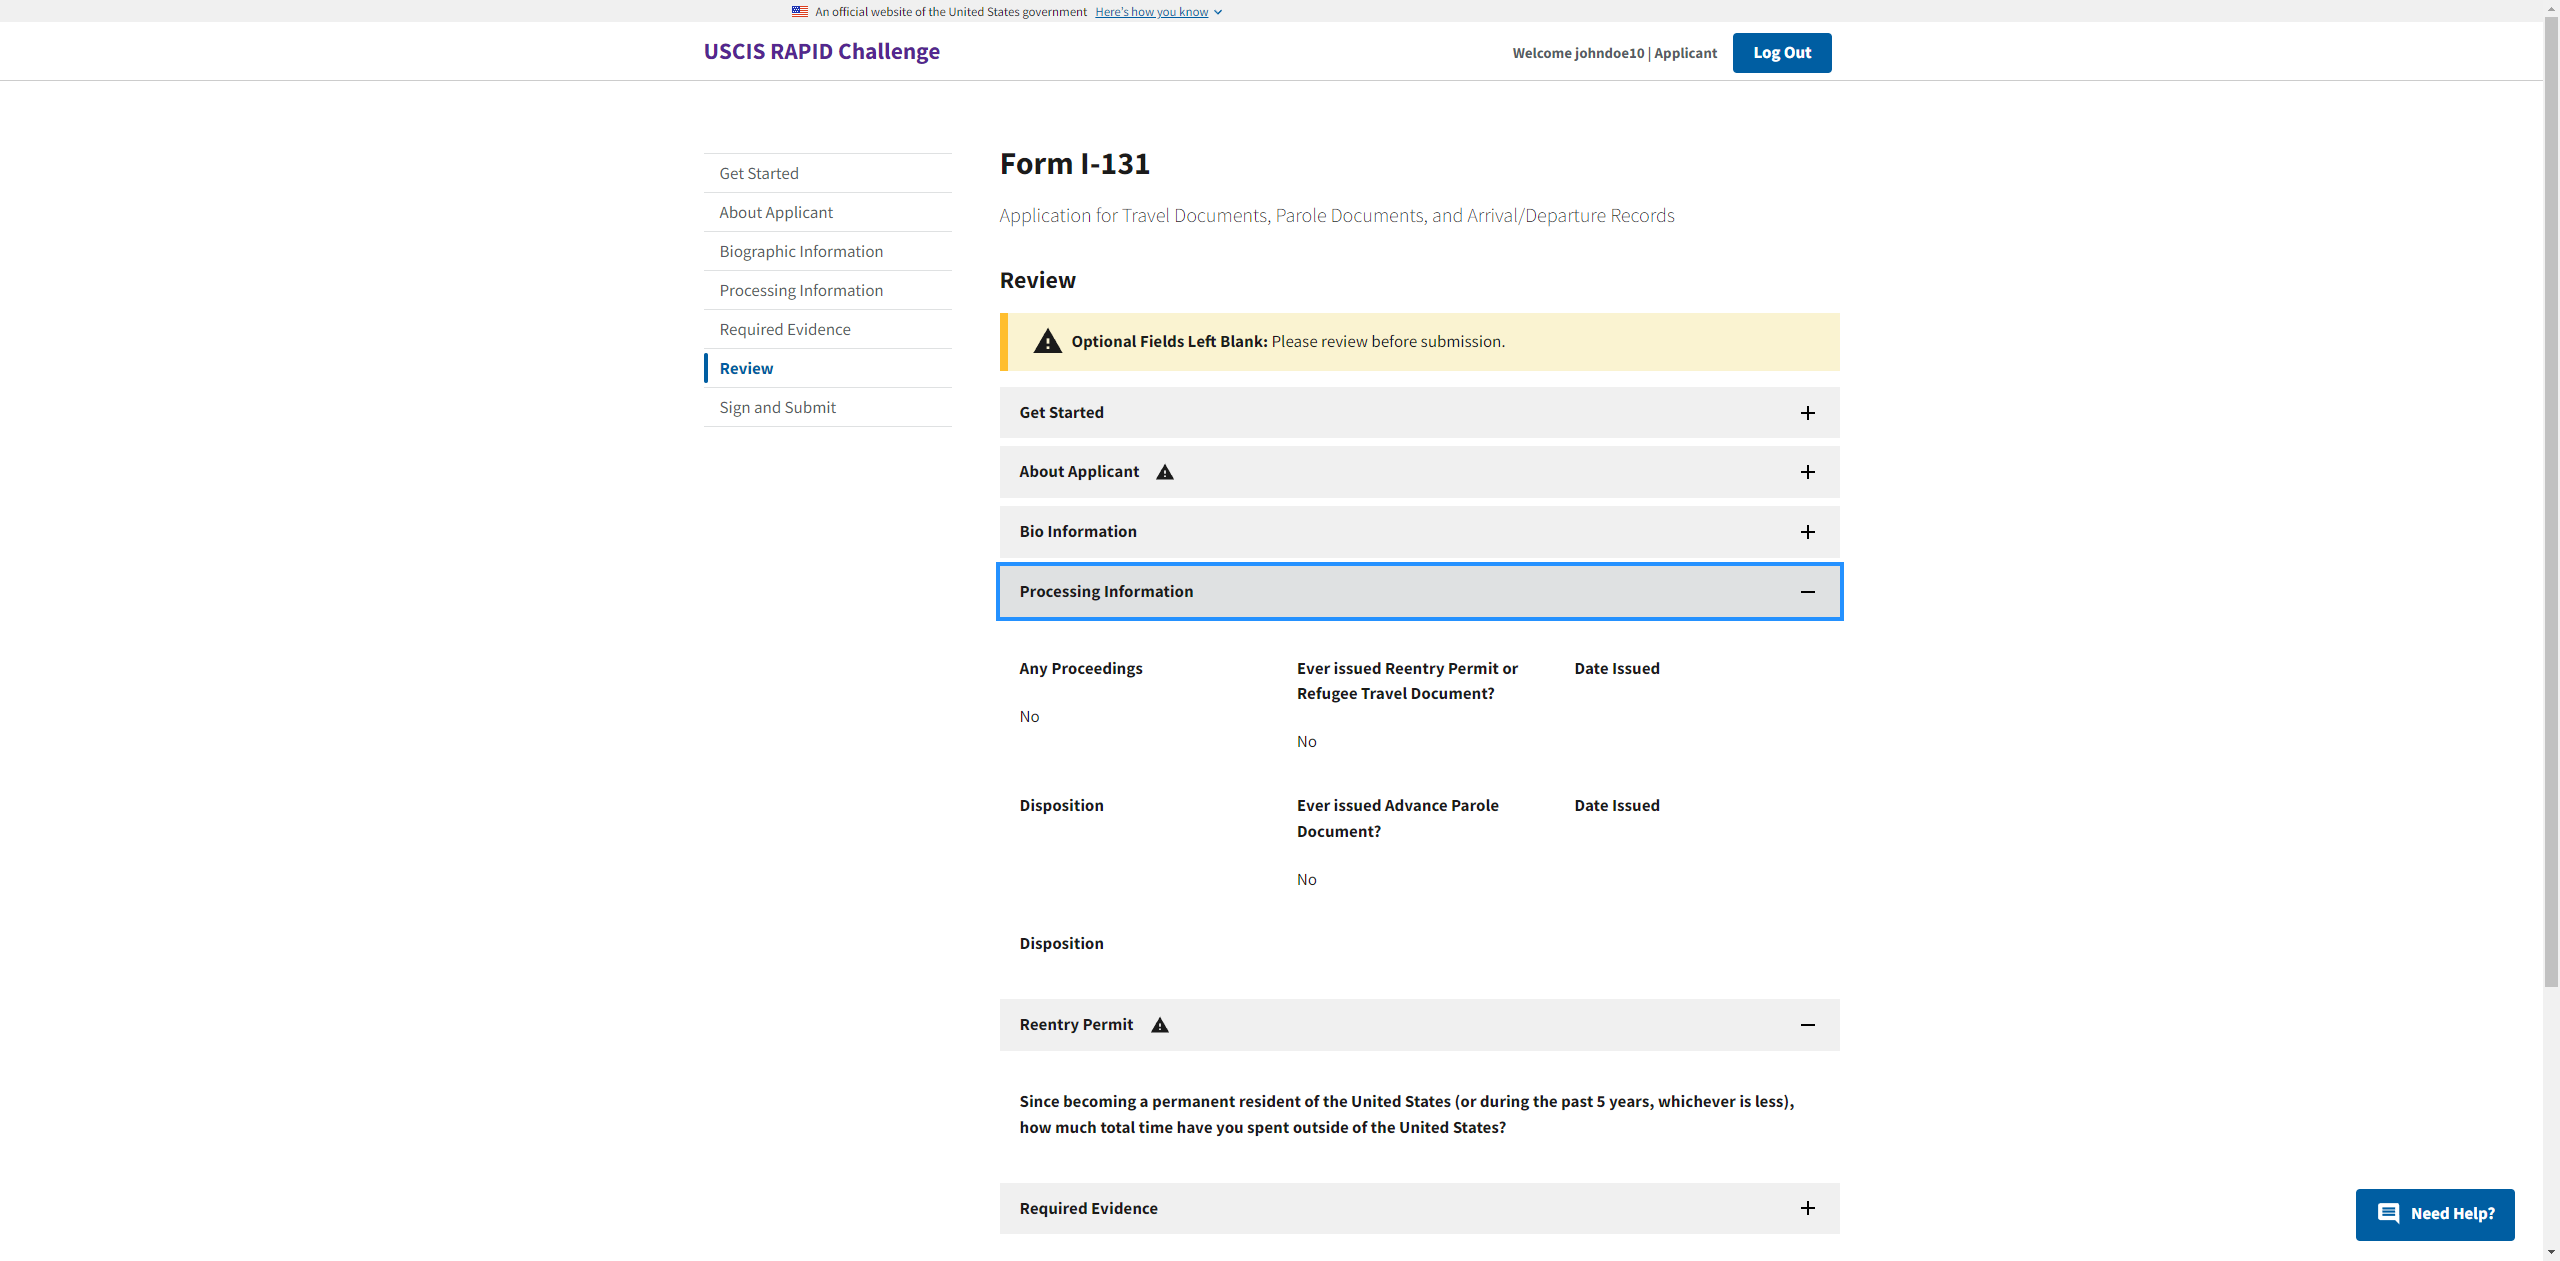 An official website of the United States government Here's how you know
USCIS RAPID Challenge
Welcome johndoe10 | Applicant
Log Out
Get Started
About Applicant
Biographic Information
Processing Information
Required Evidence
Review
Sign and Submit
Form I-131
Application for Travel Documents, Parole Documents, and Arrival/Departure Records
Review
Optional Fields Left Blank: Please review before submission.
Get Started
About Applicant
Bio Information
Processing Information
Any Proceedings
No
Ever issued Reentry Permit or
Refugee Travel Document?
No
Date Issued
Disposition
Ever issued Advance Parole
Document?
No
Date Issued
Disposition
Reentry Permit
Since becoming a permanent resident of the United States (or during the past 5 years, whichever is less),
how much total time have you spent outside of the United States?
Required Evidence
Need Help?